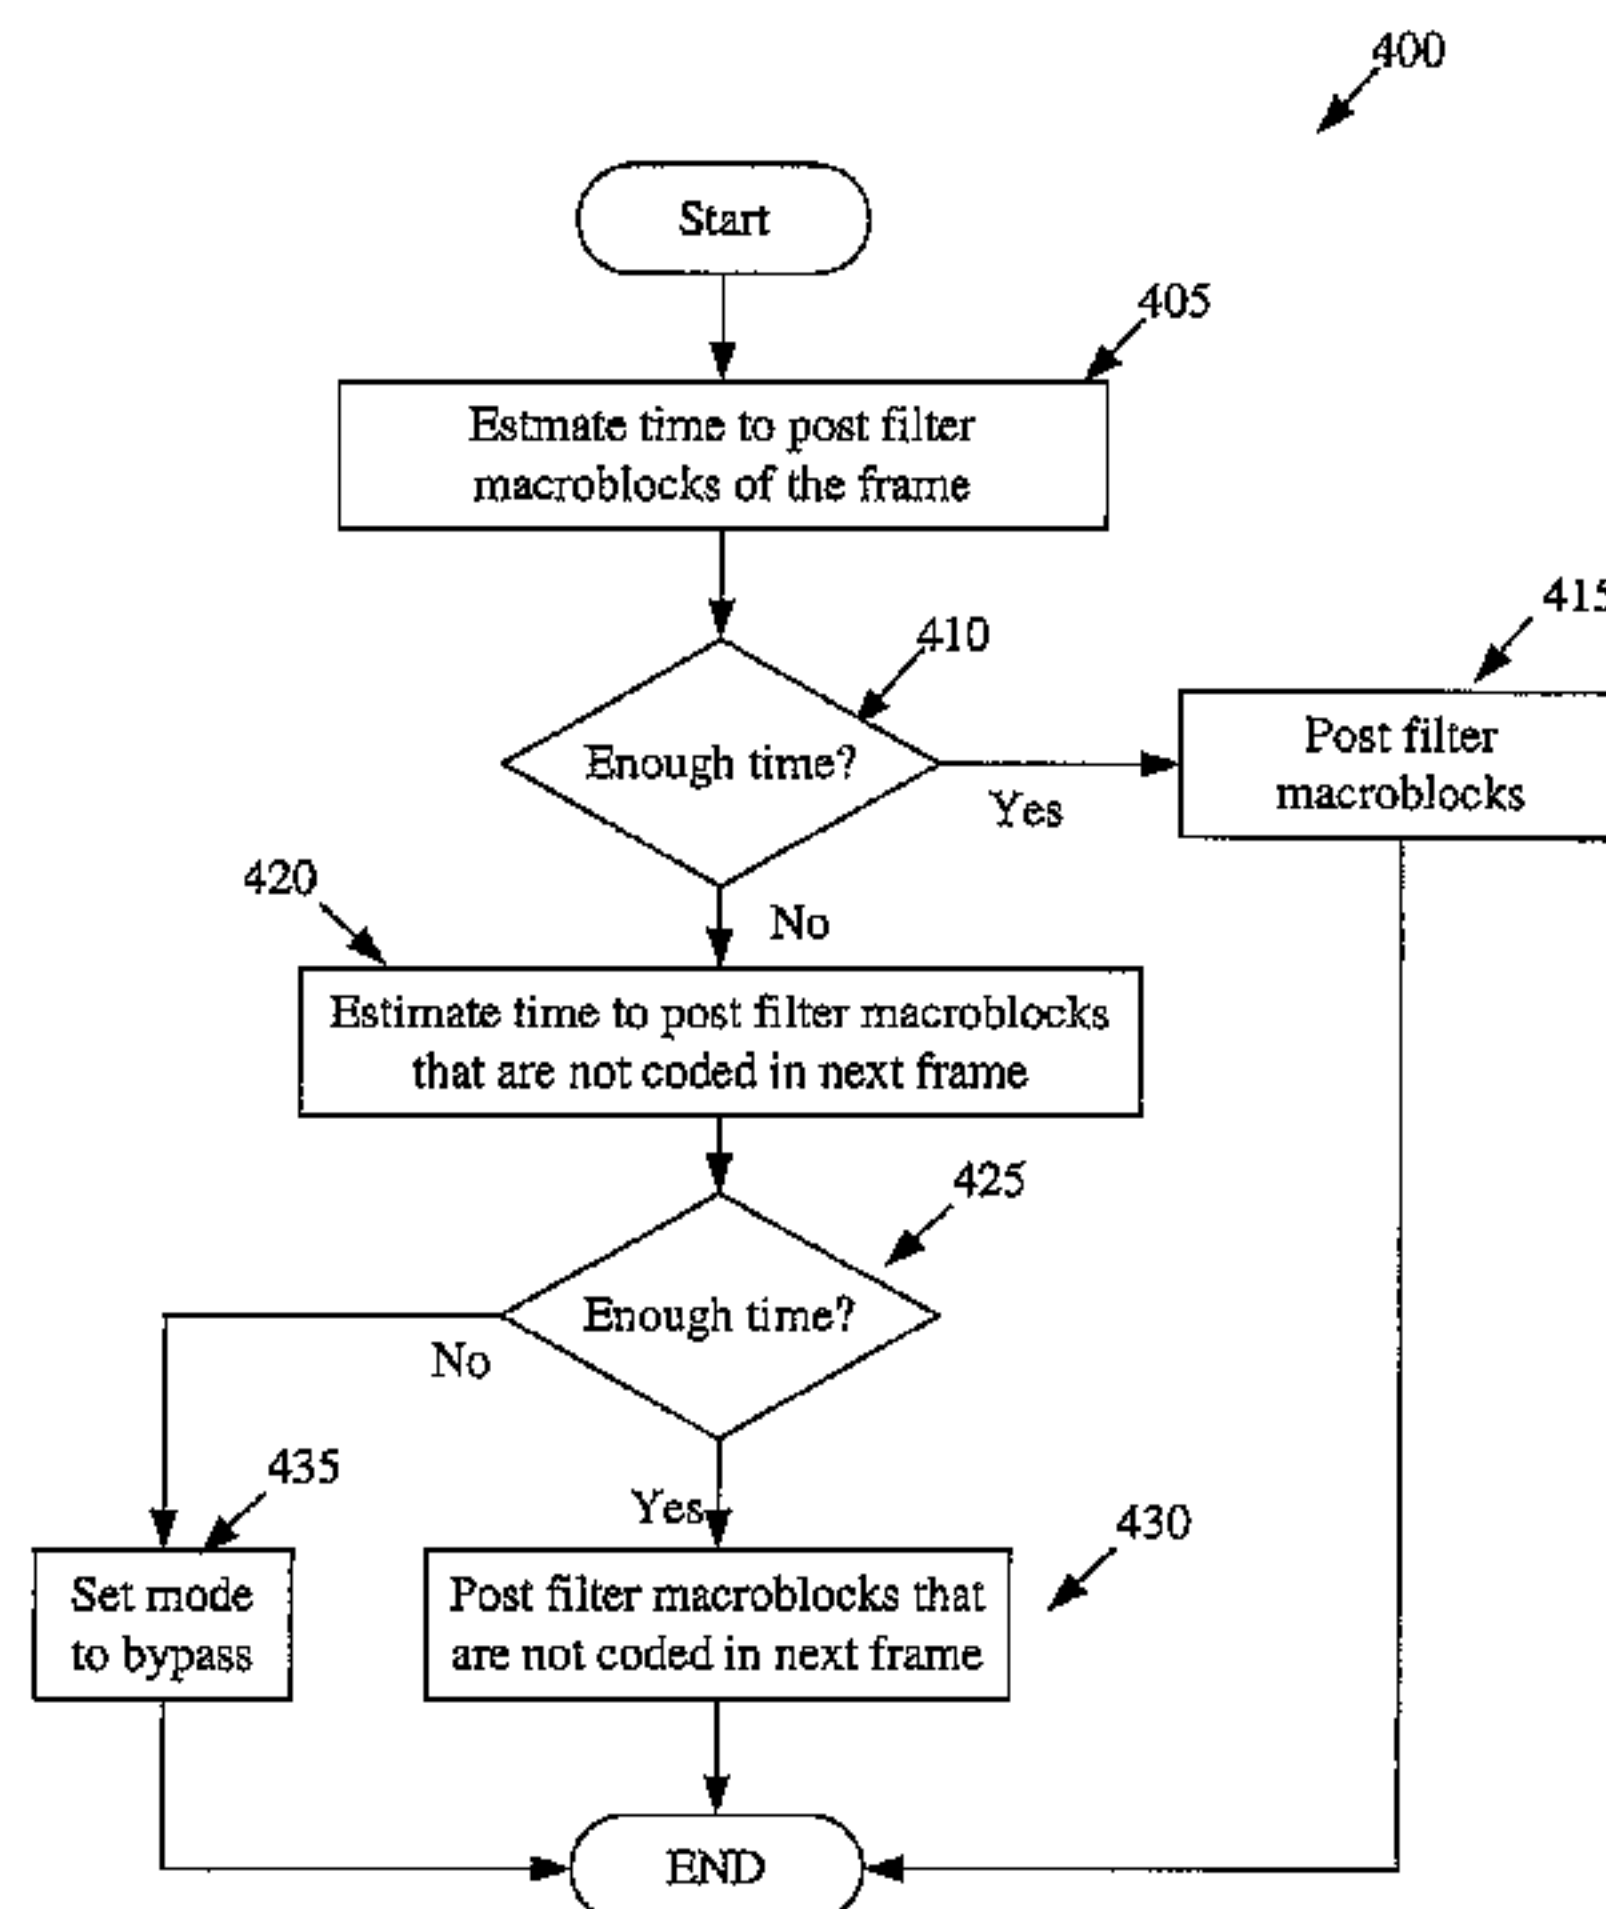 400
Start
405
Estmate time to post filter
macroblocks of the frame
410
Enough time?
Yes
415
Post filter
macroblocks
420
No
Estimate time to post filter macroblocks
that are not coded in next frame
425
Enough time?
No
435
Yes
430
Set mode
to bypass
Post filter macroblocks that
are not coded in next frame
END